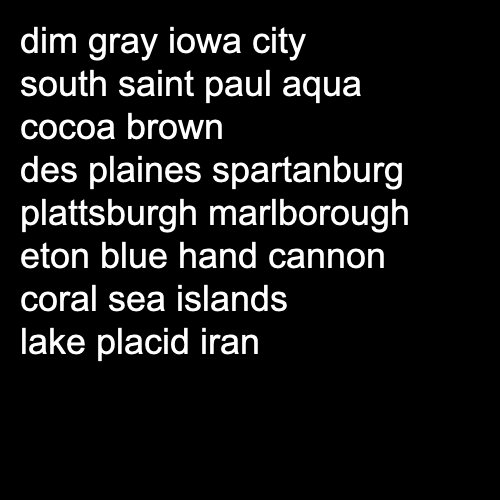 dim gray iowa city
south saint paul aqua
cocoa brown
des plaines spartanburg
plattsburgh marlborough
eton blue hand cannon
coral sea islands
lake placid iran